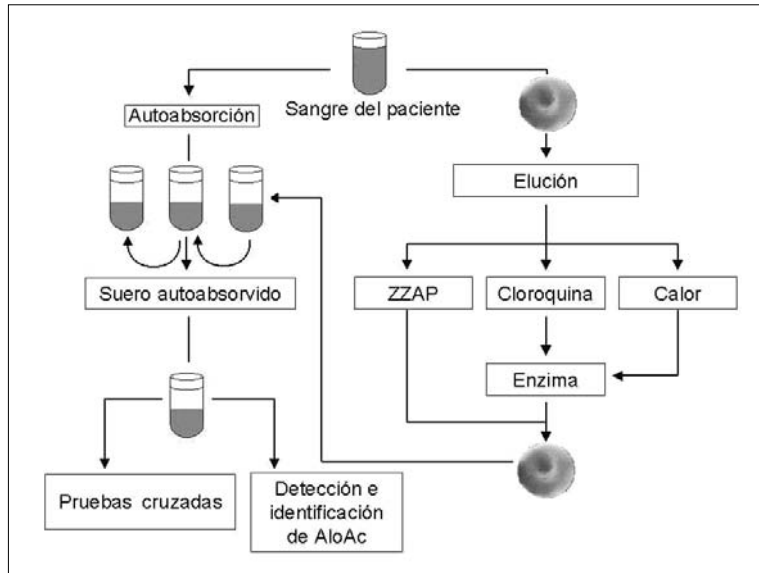 Sangre del paciente
Autoabsorción
Elución
Suero autoabsorvido
ZZAP
Cloroquina
Calor
Enzima
Pruebas cruzadas
Detección e
identificación
de AloAc